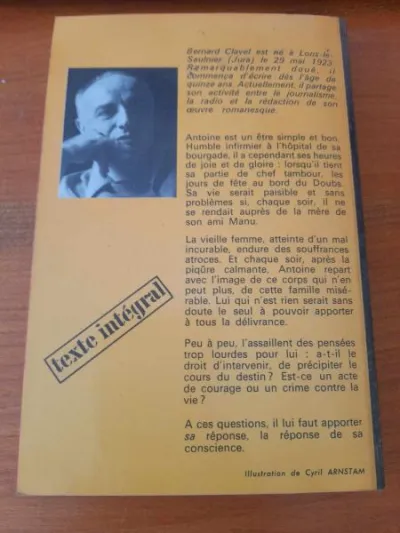 Bernard Clavel est né à Lons-le-
Saulnier (Jura) le 29 mai 1923.
Remarquablement doué, il
commença d'écrire dès l'âge de
quinze ans. Actuellement, il partage
son activité entre le journalisme,
la radio et la rédaction de son
œuvre romanesque.
Antoine est un être simple et bon.
Humble infirmier à l'hôpital de sa
bourgade, il a cependant ses heures
de joie et de gloire : lorsqu'il tient
sa partie de chef tambour, les
jours de fête au bord du Doubs.
Sa vie serait paisible et sans
problèmes si, chaque soir, il ne
se rendait auprès de la mère de
son ami Manu.
La vieille femme, atteinte d'un mal
incurable, endure des souffrances
atroces. Et chaque soir, après la
piqûre calmante, Antoine repart
avec l'image de ce corps qui n'en
peut plus, de cette famille misé-
rable. Lui qui n'est rien serait sans
doute le seul à pouvoir apporter
à tous la délivrance.
Peu à peu, l'assaillent des pensées
trop lourdes pour lui : a-t-il le
droit d'intervenir, de précipiter le
cours du destin ? Est-ce un acte
de courage ou un crime contre la
vie ?
A ces questions, il lui faut apporter
sa réponse, la réponse de sa
conscience.
texte intégral
Illustration de Cyril ARNSTAM